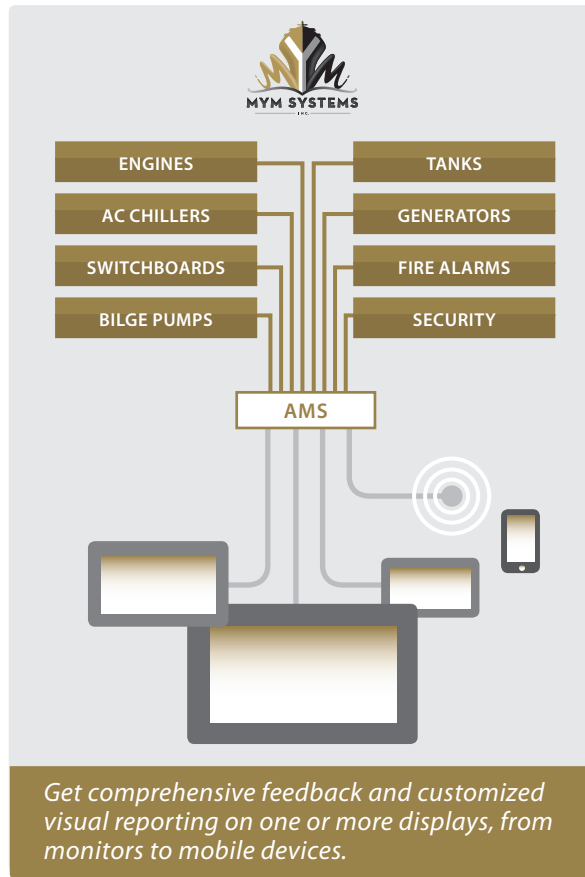 MYM SYSTEMS
INC.
ENGINES
AC CHILLERS
SWITCHBOARDS
BILGE PUMPS
TANKS
GENERATORS
FIRE ALARMS
SECURITY
AMS
Get comprehensive feedback and customized
visual reporting on one or more displays, from
monitors to mobile devices.